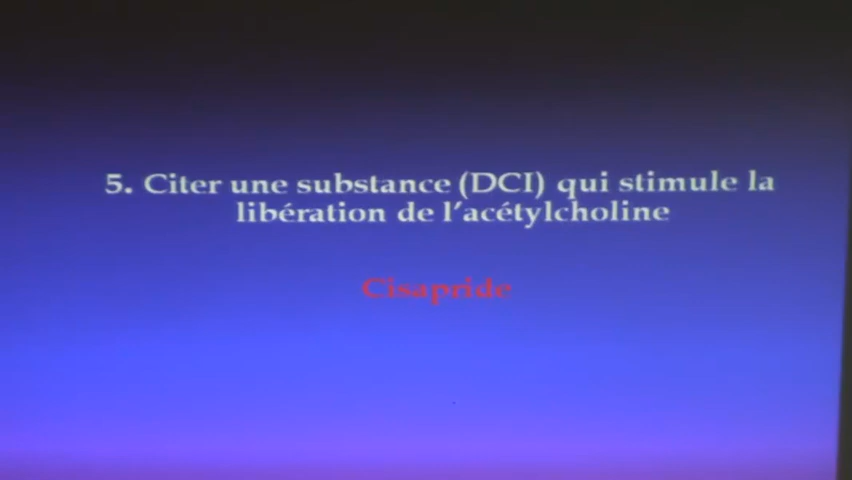 5. Citer une substance (DCI) qui stimule la
libération de l'acétylcholine
Cisapride